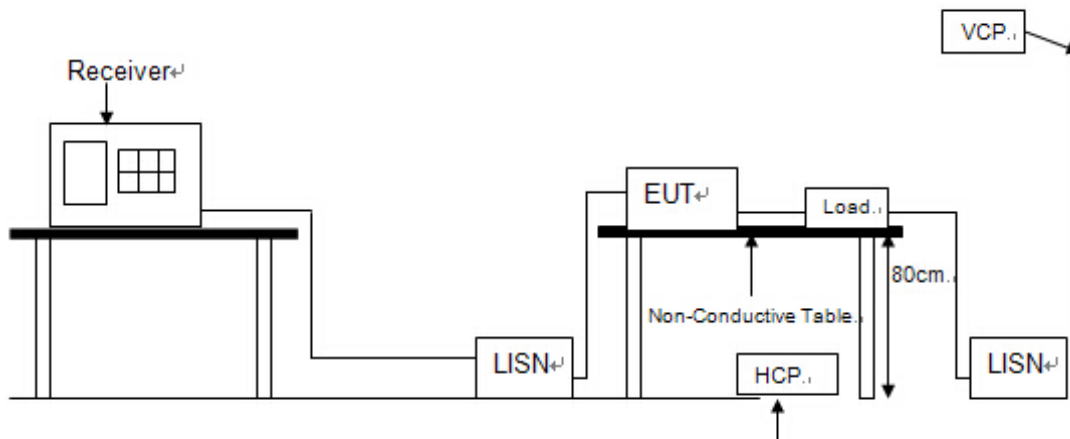 VCP.
Receiver
EUT
Load.
80cm.
Non-Conductive Table.
LISN
HCP.
LISN